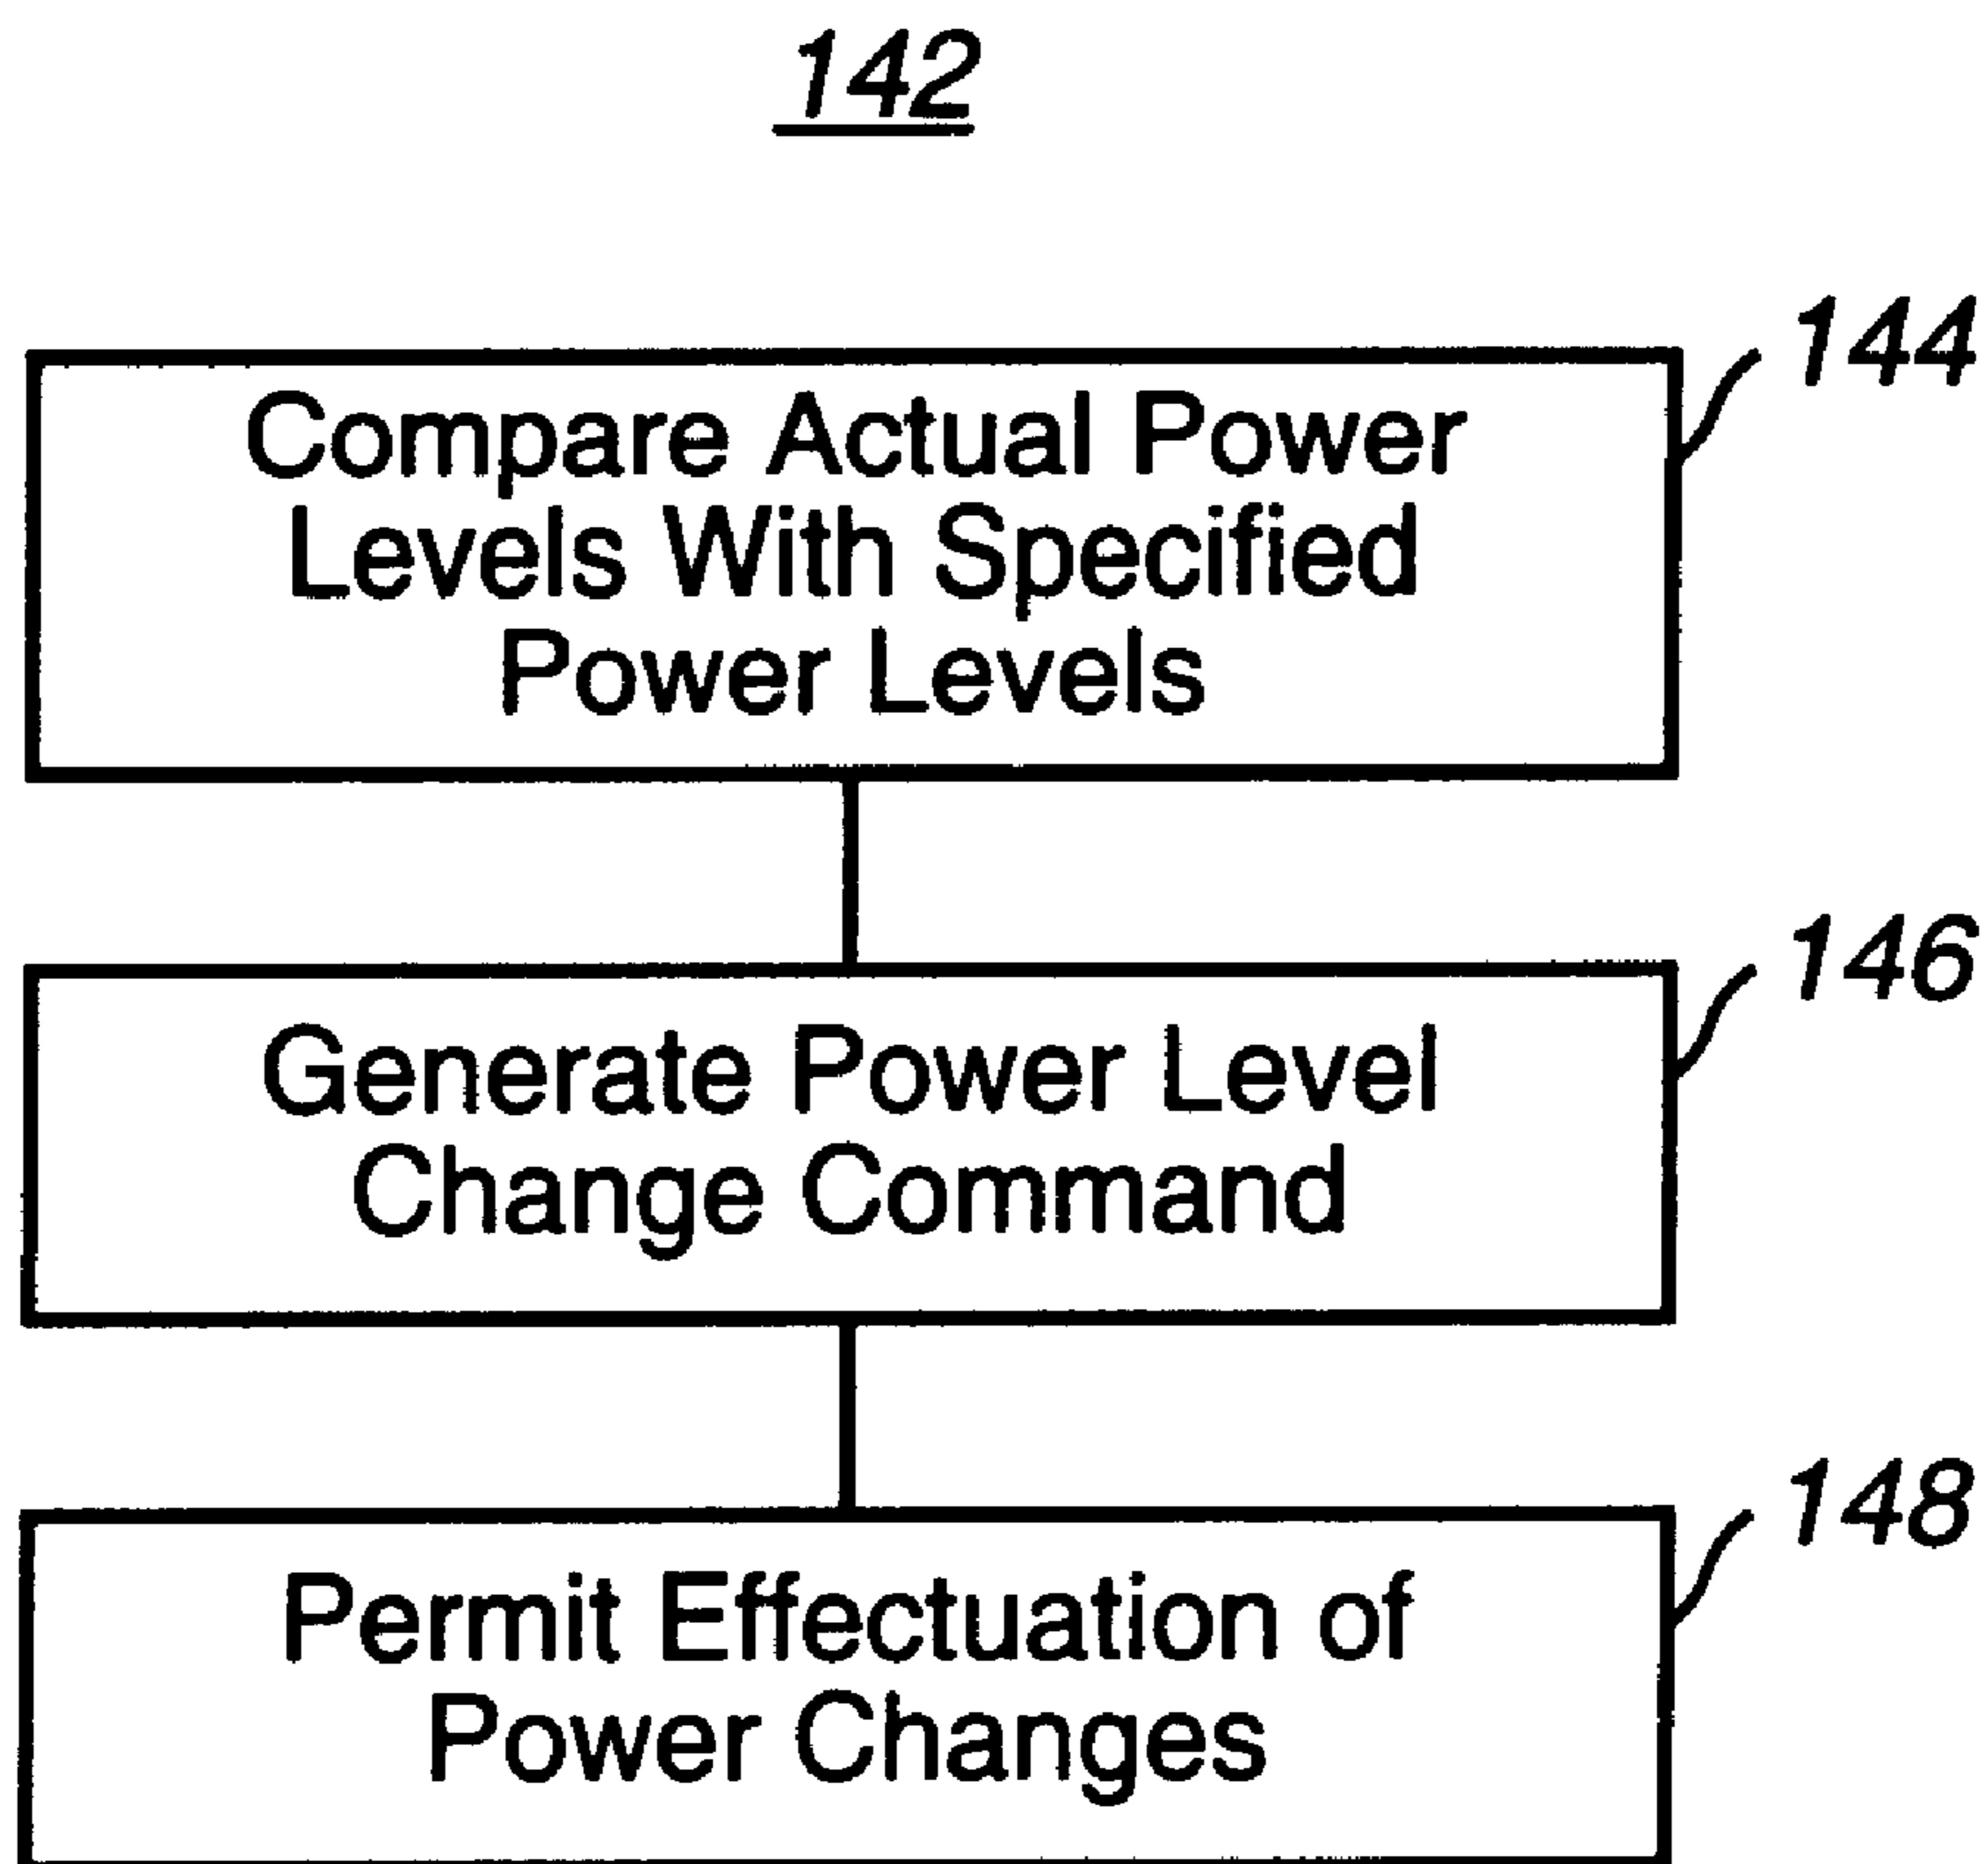 142
144
Compare Actual Power
Levels With Specified
Power Levels
146
Generate Power Level
Change Command
148
Permit Effectuation of
Power Changes